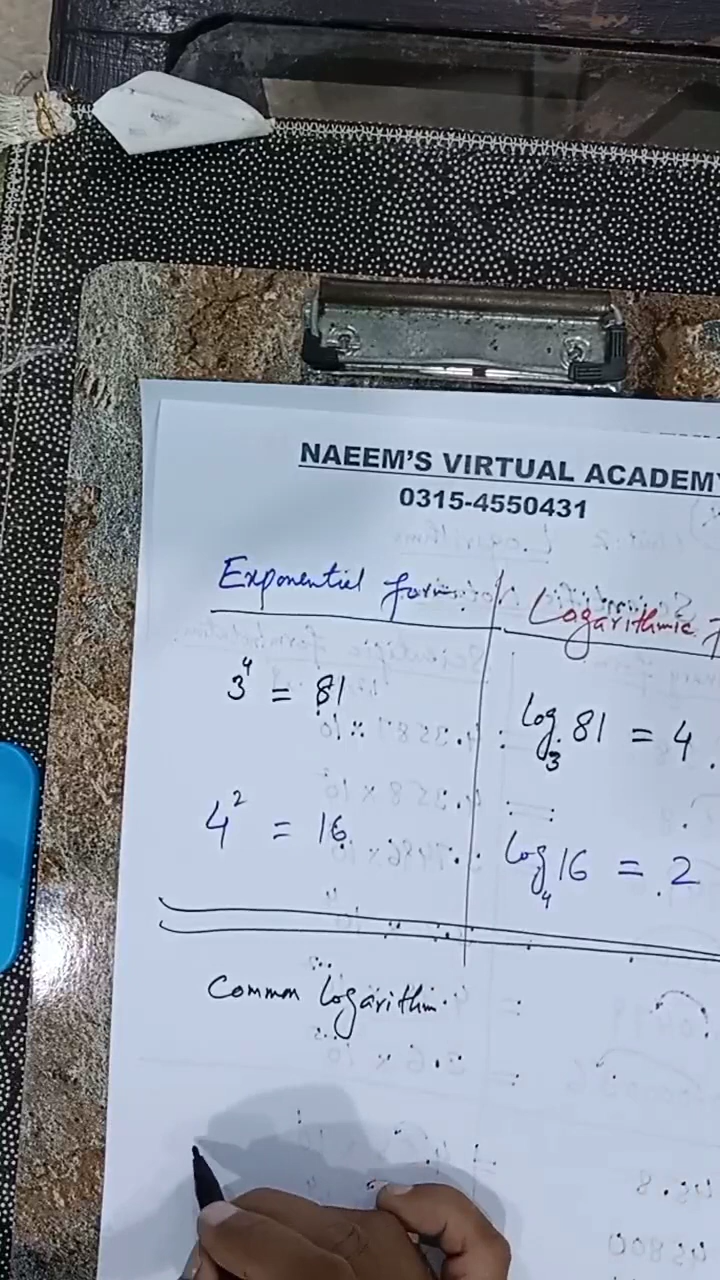 NAEEM'S VIRTUAL ACADEMY
0315-4550431
Exponentiel form. Logarithmic
3⁴ = 81 log₃ 81 = 4.
4² = 16 log₄ 16 = 2
Common Logarithm.